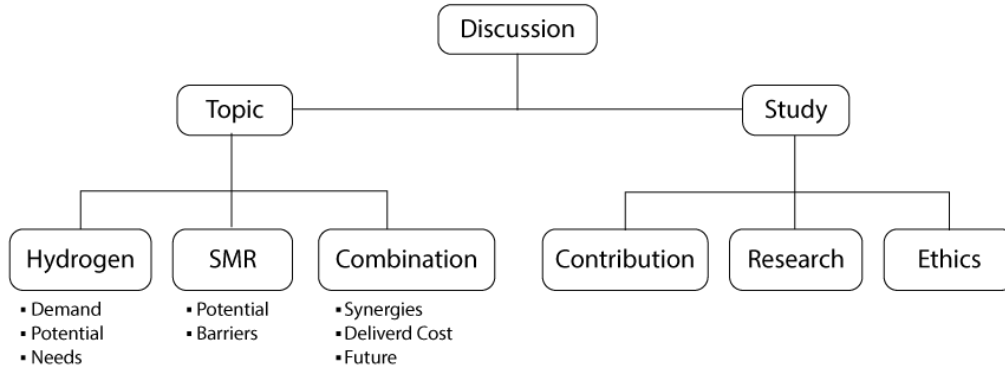 Discussion
Topic
Study
Hydrogen
SMR
Combination
Contribution
Research
Ethics
▪ Demand
▪ Potential
▪ Needs
▪ Potential
▪ Barriers
▪ Synergies
▪ Deliverd Cost
▪ Future